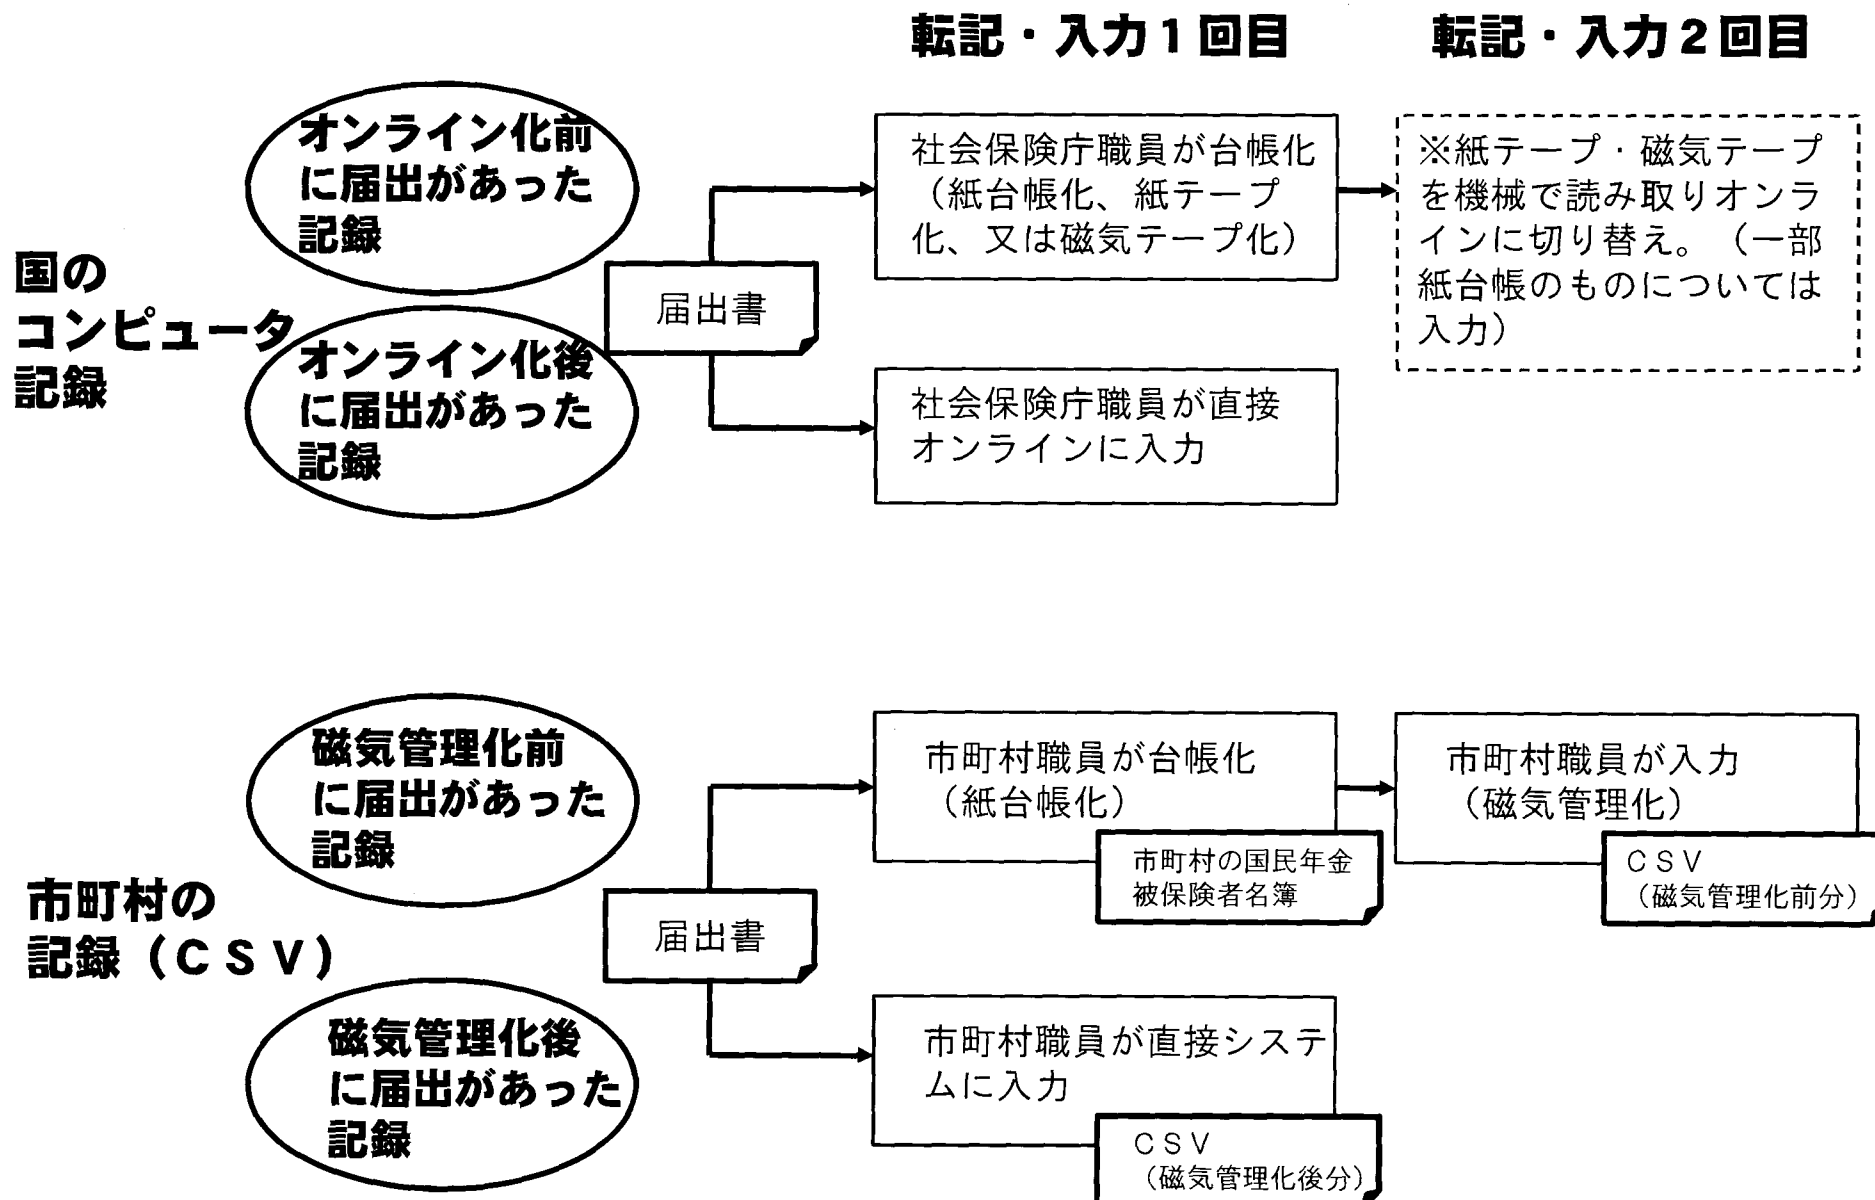 転記・入力１回目
転記・入力２回目
国の
コンピュータ
記録
オンライン化前
に届出があった
記録
オンライン化後
に届出があった
記録
届出書
社会保険庁職員が台帳化
（紙台帳化、紙テープ
化、又は磁気テープ化）
※紙テープ・磁気テープ
を機械で読み取りオンラ
インに切り替え。（一部
紙台帳のものについては
入力）
社会保険庁職員が直接
オンラインに入力
市町村の
記録（ＣＳＶ）
磁気管理化前
に届出があった
記録
磁気管理化後
に届出があった
記録
届出書
市町村職員が台帳化
（紙台帳化）
市町村の国民年金
被保険者名簿
市町村職員が入力
（磁気管理化）
ＣＳＶ
（磁気管理化前分）
市町村職員が直接システ
ムに入力
ＣＳＶ
（磁気管理化後分）